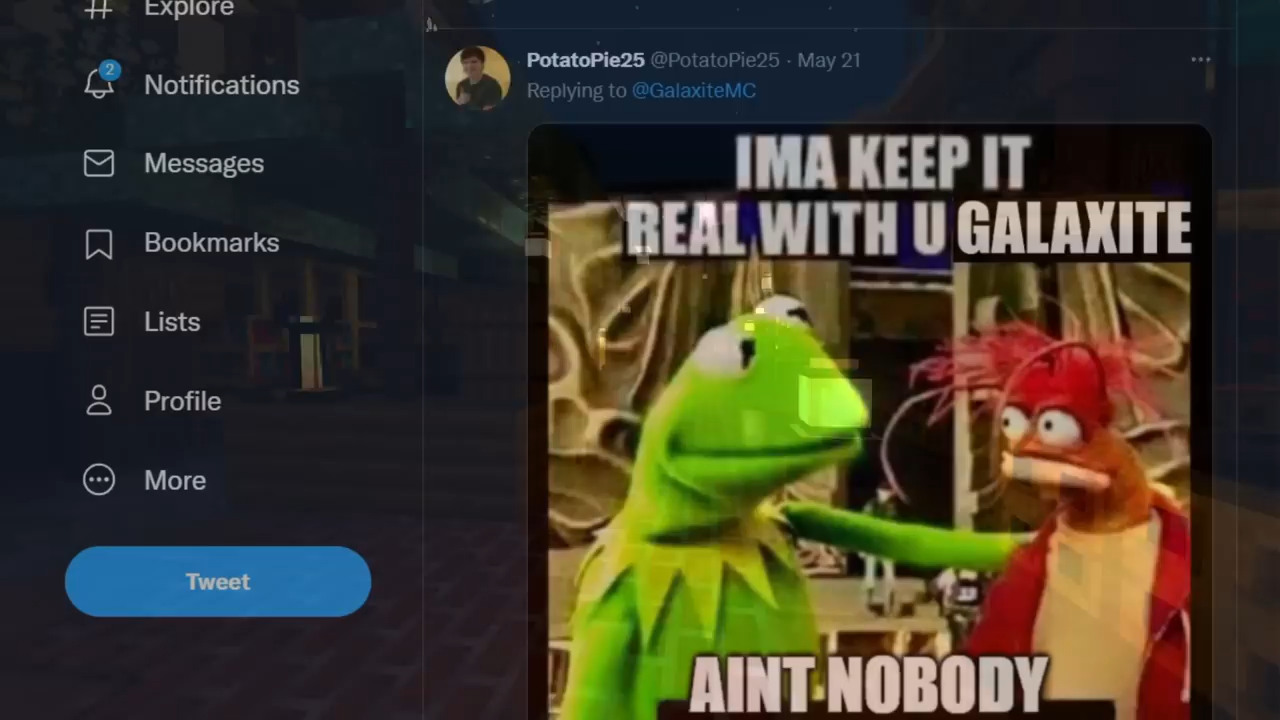 Explore
2
Notifications
Messages
Bookmarks
Lists
Profile
More
Tweet
PotatoPie25 @PotatoPie25 · May 21
Replying to @GalaxiteMC
IMA KEEP IT
REAL WITH U GALAXITE
AINT NOBODY